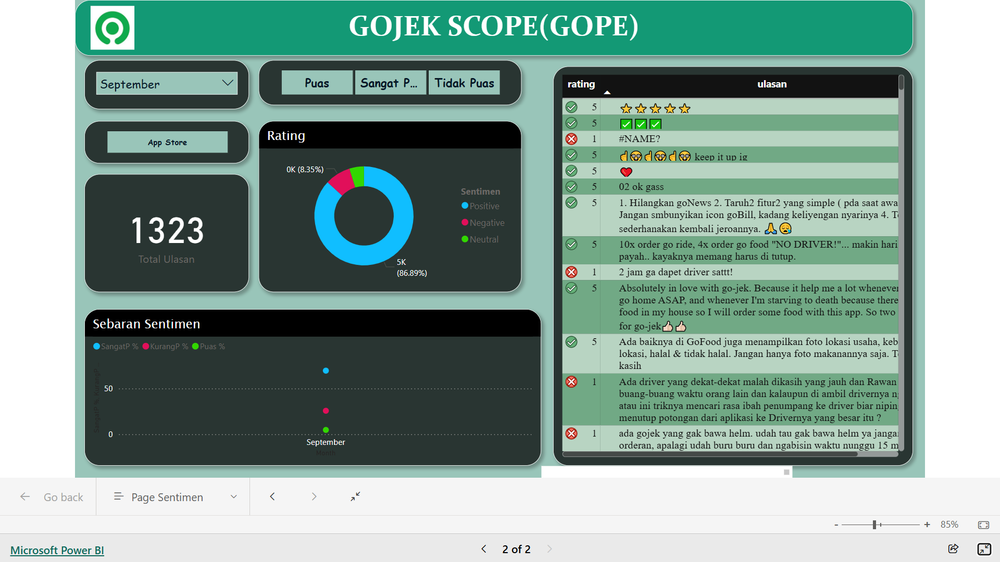 GOJEK SCOPE(GOPE)
September
Puas
Sangat P...
Tidak Puas
App Store
1323
Total Ulasan
Rating
0K (8.35%)
5K
(86.89%)
Sentimen
Positive
Negative
Neutral
Sebaran Sentimen
SangatP % KurangP % Puas %
SangatP % KurangP...
50
0
September
Month
rating ulasan
5 ⭐⭐⭐⭐⭐
5 ✅✅✅
1 #NAME?
5 ☝🤓☝🤓☝🤓 keep it up ig
5 ❤
5 02 ok gass
5 1. Hilangkan goNews 2. Taruh2 fitur2 yang simple ( pda saat awa
Jangan smbunyikan icon goBill, kadang keliyengan nyarinya 4. T
sederhanakan kembali jeroannya. 🙏😥
5 10x order go ride, 4x order go food "NO DRIVER!"... makin hari
payah.. kayaknya memang harus di tutup.
1 2 jam ga dapet driver sattt!
5 Absolutely in love with go-jek. Because it help me a lot whenever
go home ASAP, and whenever I'm starving to death because there
food in my house so I will order some food with this app. So two
for go-jek👍🏻👍🏻
5 Ada baiknya di GoFood juga menampilkan foto lokasi usaha, keb
lokasi, halal & tidak halal. Jangan hanya foto makanannya saja. T
kasih
1 Ada driver yang dekat-dekat malah dikasih yang jauh dan Rawan
buang-buang waktu orang lain dan kalaupun di ambil drivernya n
atau ini triknya mencari rasa ibah penumpang ke driver biar nipin
menutup potongan dari aplikasi ke Drivernya yang besar itu ?
1 ada gojek yang gak bawa helm. udah tau gak bawa helm ya janga
orderan, apalagi udah buru buru dan ngabisin waktu nunggu 15 m
Go back
Page Sentimen
- + 85%
Microsoft Power BI
2 of 2